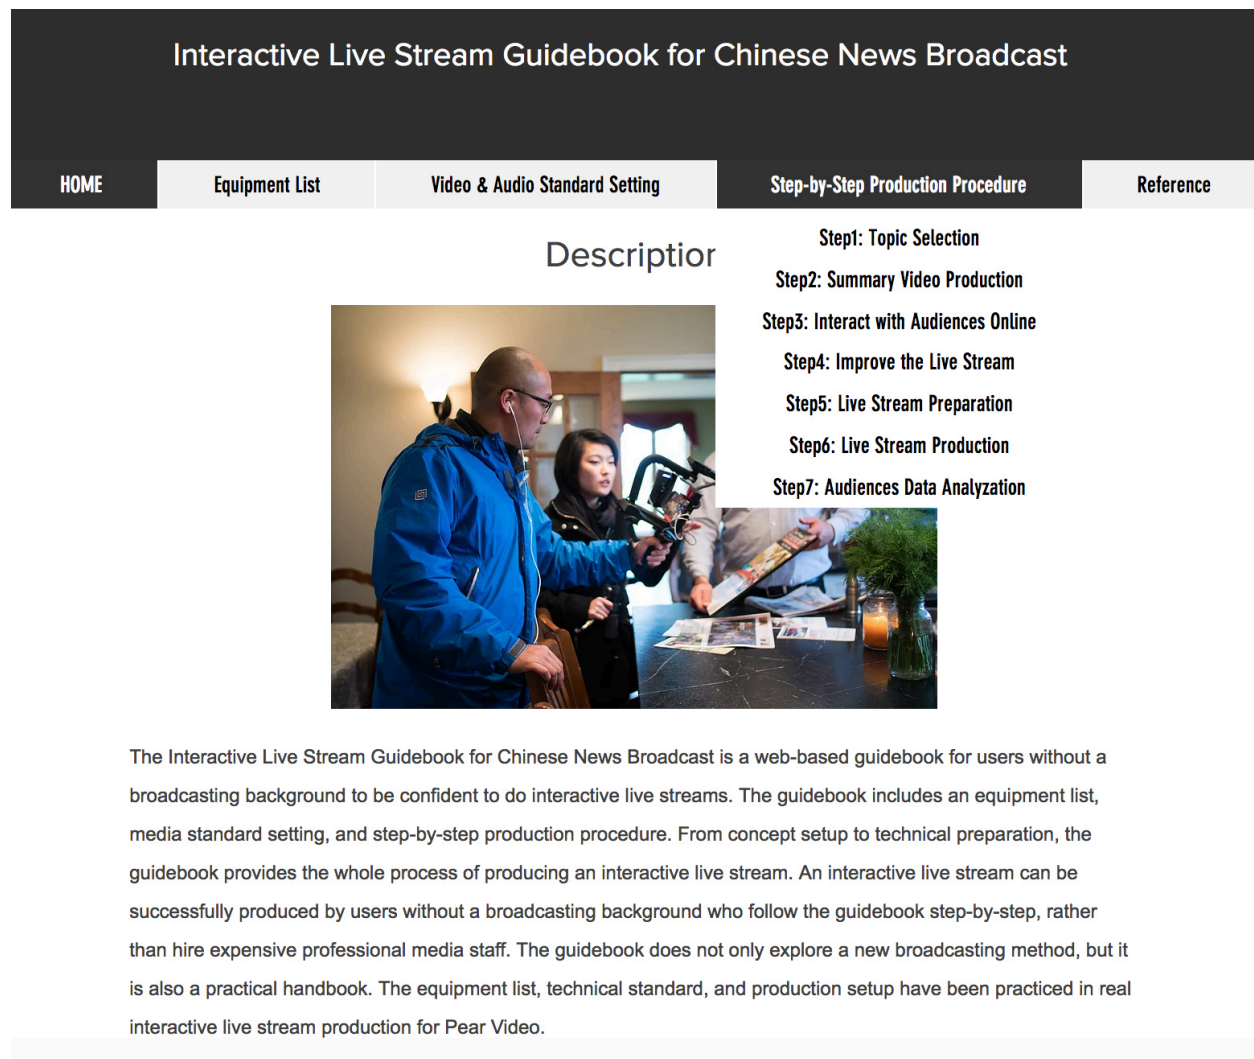 Interactive Live Stream Guidebook for Chinese News Broadcast
HOME
Equipment List
Video & Audio Standard Setting
Step-by-Step Production Procedure
Reference
Step1: Topic Selection
Description
Step2: Summary Video Production
Step3: Interact with Audiences Online
Step4: Improve the Live Stream
Step5: Live Stream Preparation
Step6: Live Stream Production
Step7: Audiences Data Analyzation
The Interactive Live Stream Guidebook for Chinese News Broadcast is a web-based guidebook for users without a
broadcasting background to be confident to do interactive live streams. The guidebook includes an equipment list,
media standard setting, and step-by-step production procedure. From concept setup to technical preparation, the
guidebook provides the whole process of producing an interactive live stream. An interactive live stream can be
successfully produced by users without a broadcasting background who follow the guidebook step-by-step, rather
than hire expensive professional media staff. The guidebook does not only explore a new broadcasting method, but it
is also a practical handbook. The equipment list, technical standard, and production setup have been practiced in real
interactive live stream production for Pear Video.